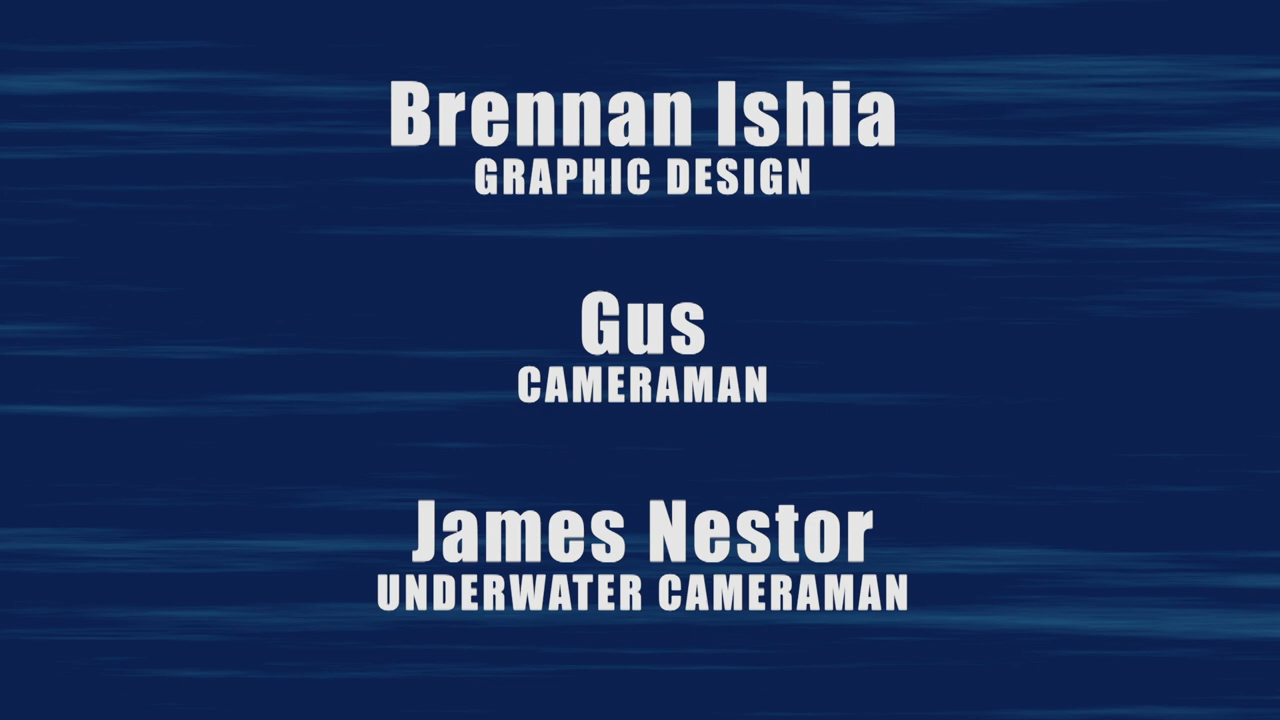 Brennan Ishia
GRAPHIC DESIGN
Gus
CAMERAMAN
James Nestor
UNDERWATER CAMERAMAN